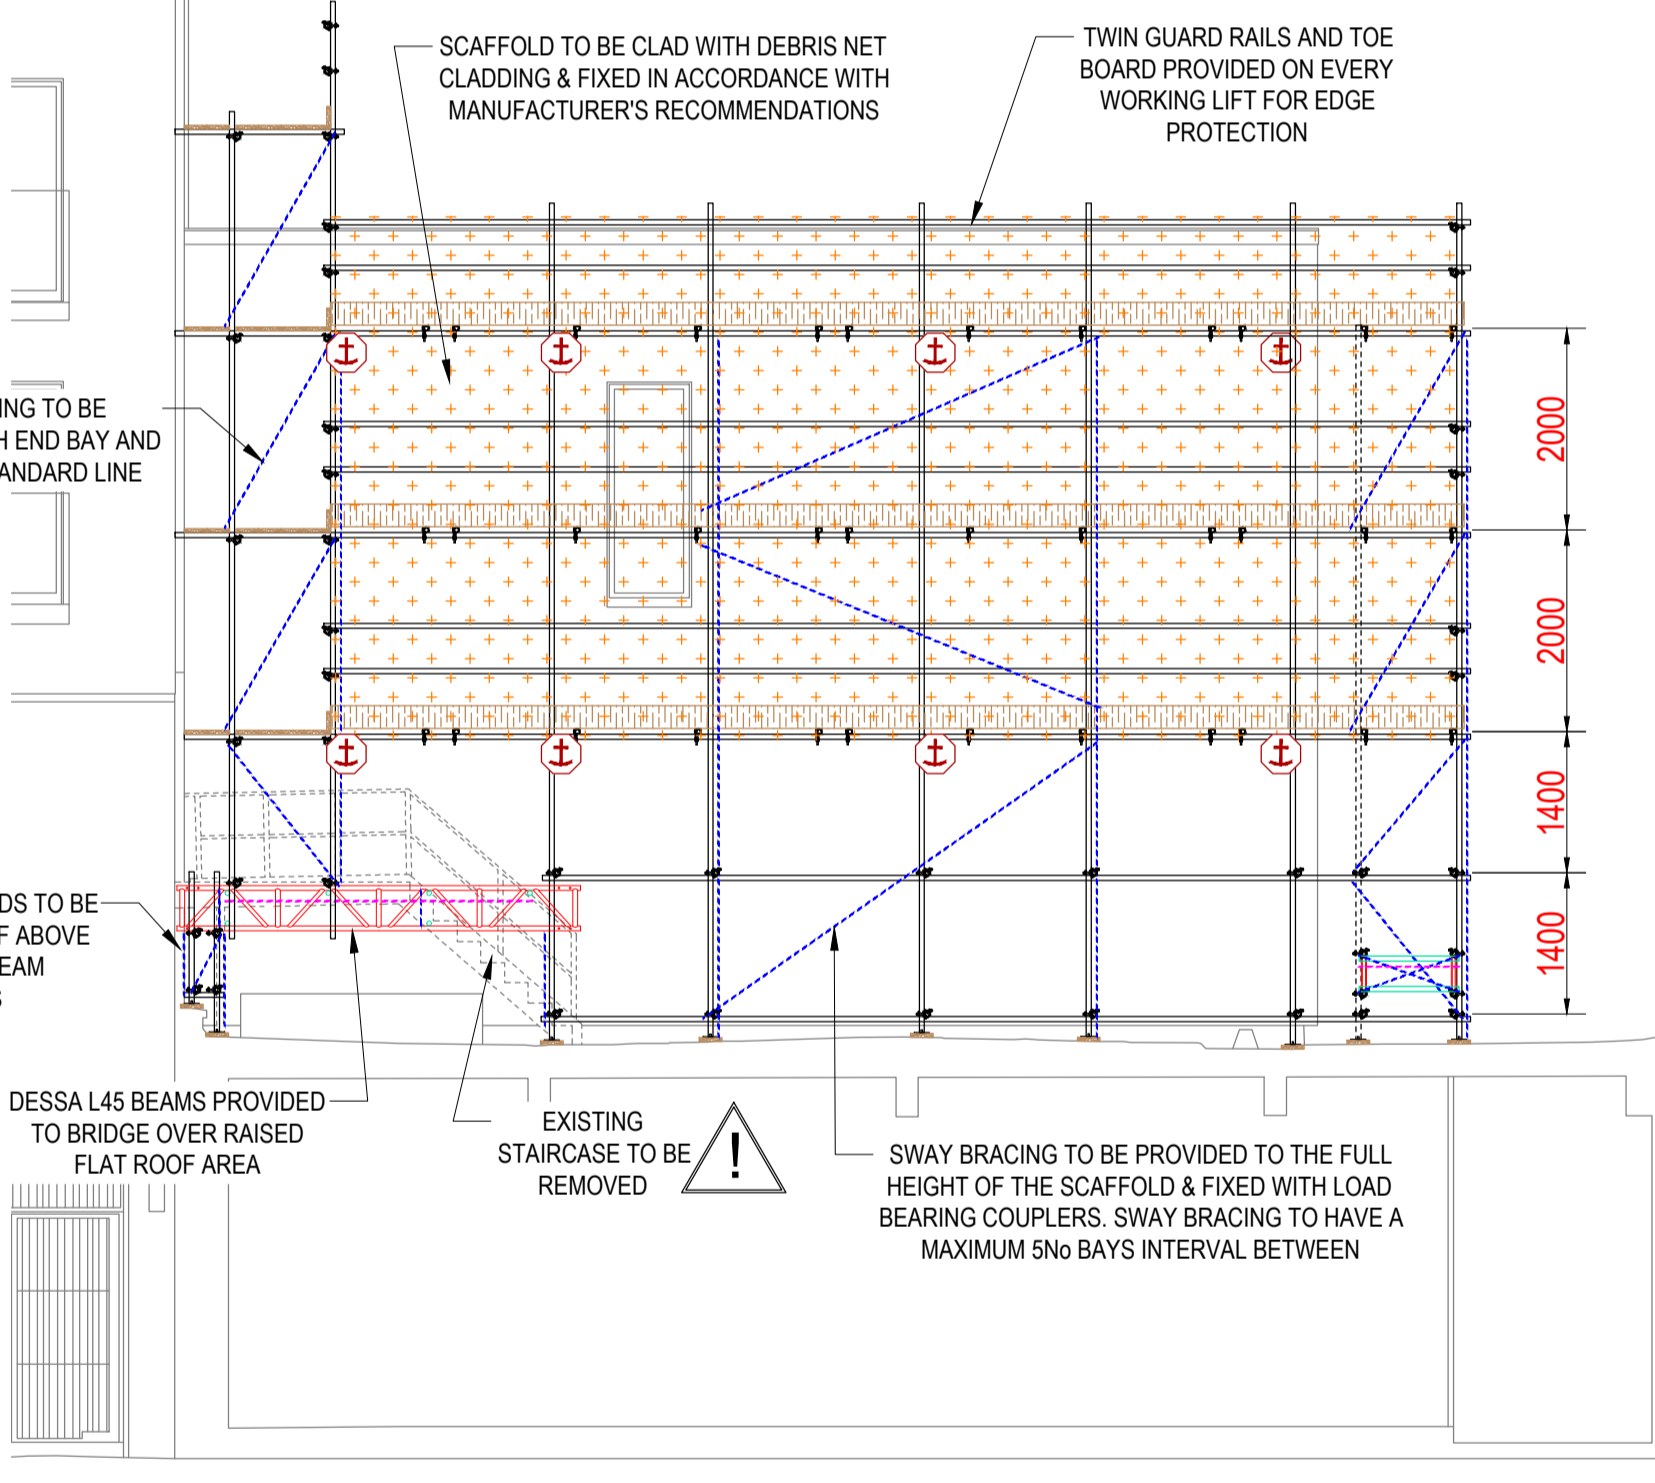 SCAFFOLD TO BE CLAD WITH DEBRIS NET
CLADDING & FIXED IN ACCORDANCE WITH
MANUFACTURER'S RECOMMENDATIONS
TWIN GUARD RAILS AND TOE
BOARD PROVIDED ON EVERY
WORKING LIFT FOR EDGE
PROTECTION
ING TO BE
H END BAY AND
ANDARD LINE
2000
2000
1400
1400
DS TO BE
F ABOVE
EAM
S
DESSA L45 BEAMS PROVIDED
TO BRIDGE OVER RAISED
FLAT ROOF AREA
EXISTING
STAIRCASE TO BE
REMOVED
!
SWAY BRACING TO BE PROVIDED TO THE FULL
HEIGHT OF THE SCAFFOLD & FIXED WITH LOAD
BEARING COUPLERS. SWAY BRACING TO HAVE A
MAXIMUM 5No BAYS INTERVAL BETWEEN